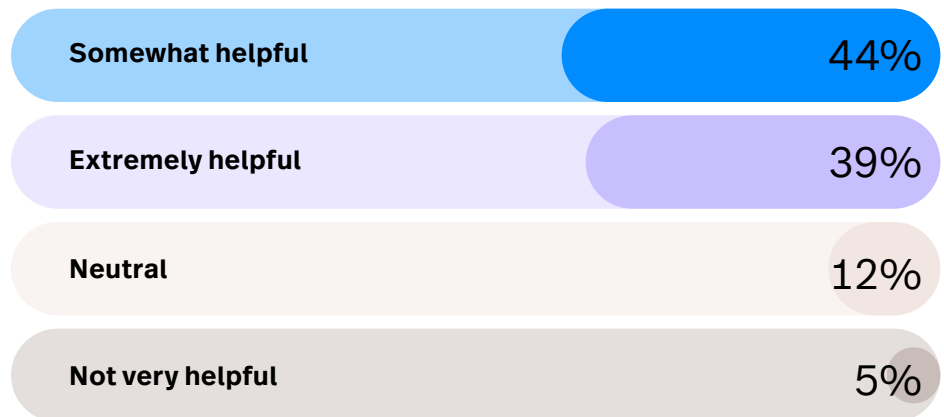 Somewhat helpful 44%
Extremely helpful 39%
Neutral 12%
Not very helpful 5%